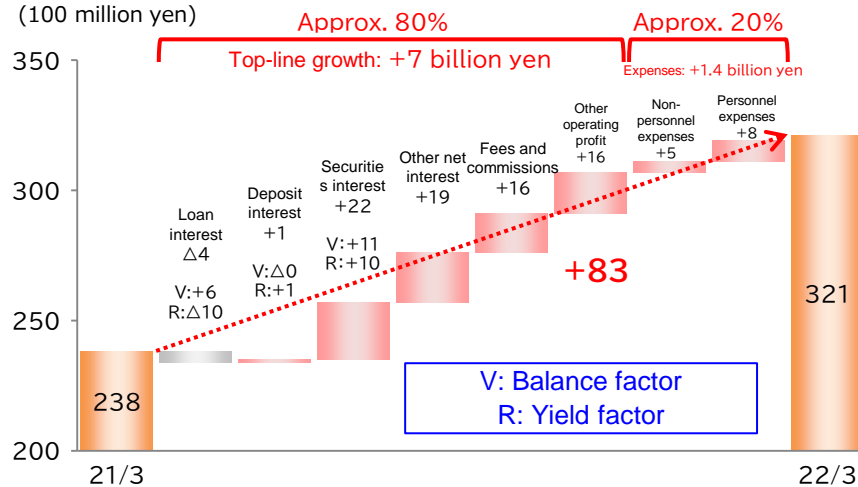 (100 million yen)
Approx. 80%
Approx. 20%
Top-line growth: +7 billion yen
Expenses: +1.4 billion yen
350
300
250
200
Loan
interest
△4
V:+6
R:△10
Deposit
interest
+1
V:△0
R:+1
Securitie
s interest
+22
V:+11
R:+10
Other net
interest
+19
Fees and
commissions
+16
Other
operating
profit
+16
Non-
personnel
expenses
+5
Personnel
expenses
+8
+83
238
321
V: Balance factor
R: Yield factor
21/3
22/3